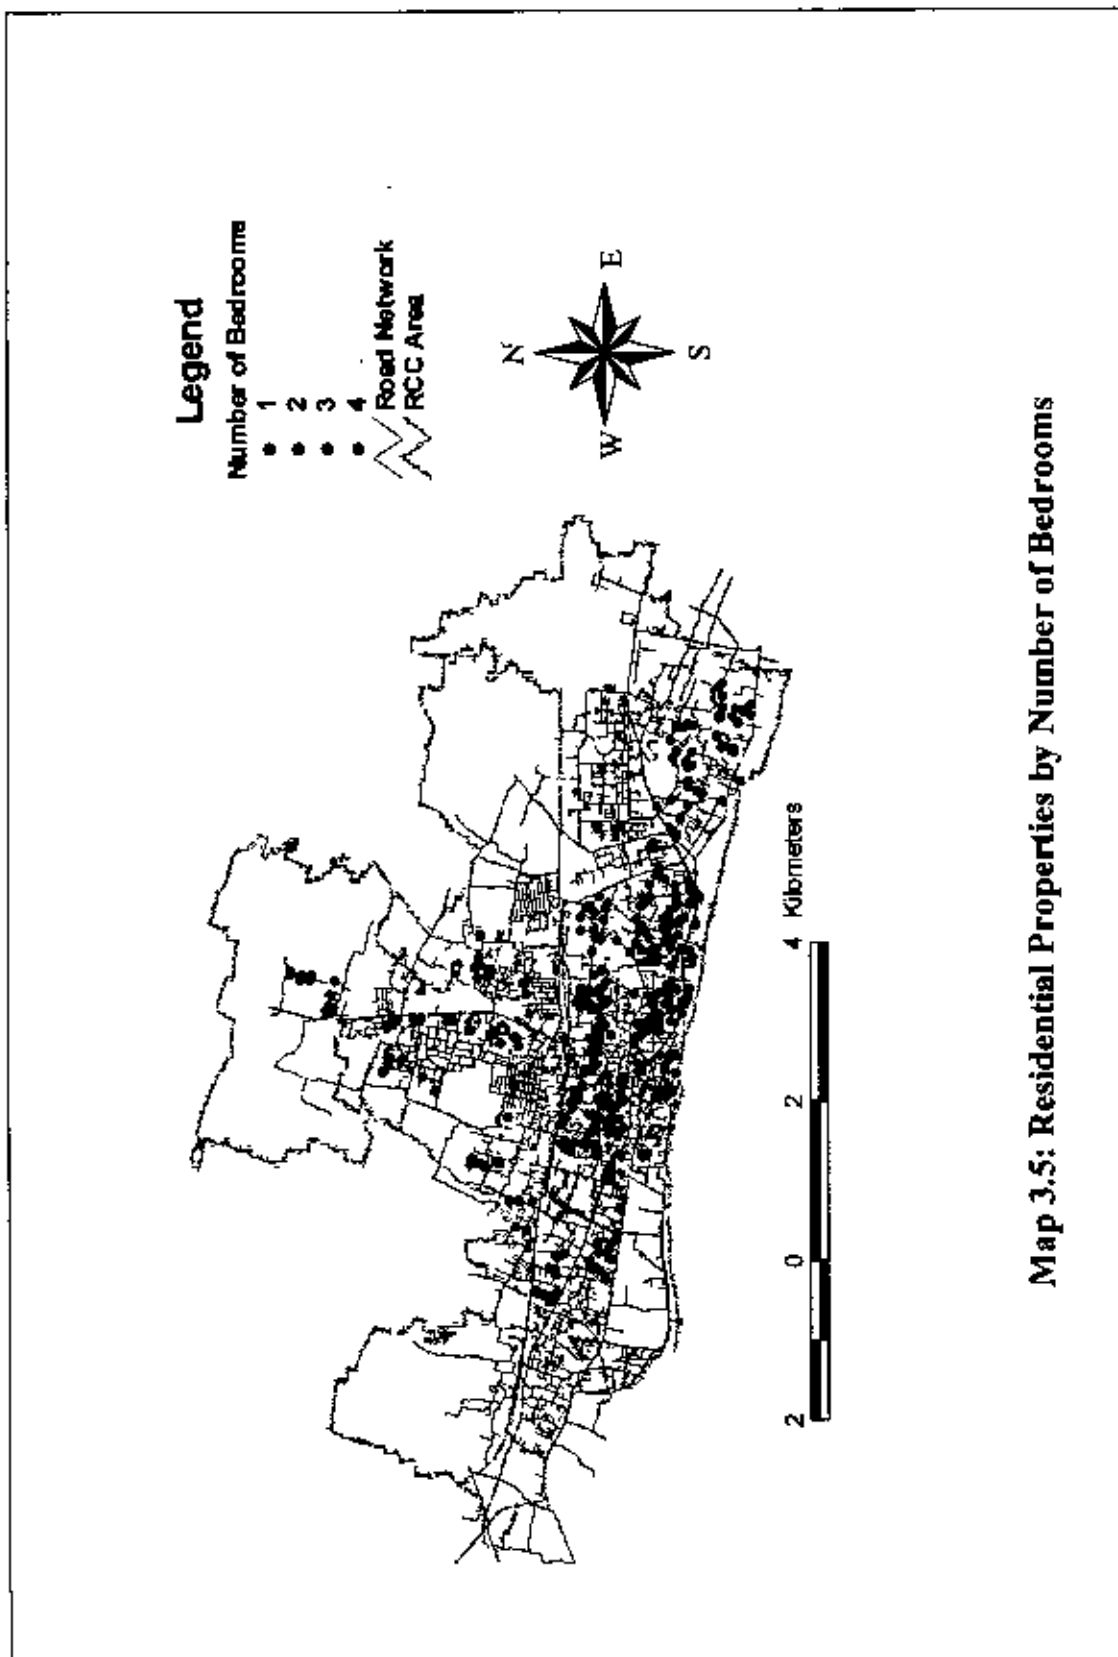 Legend
Number of Bedrooms
1
2
3
4
Road Network
RCC Area
N
W
E
S
2 0 2 4 Kilometers
Map 3.5: Residential Properties by Number of Bedrooms